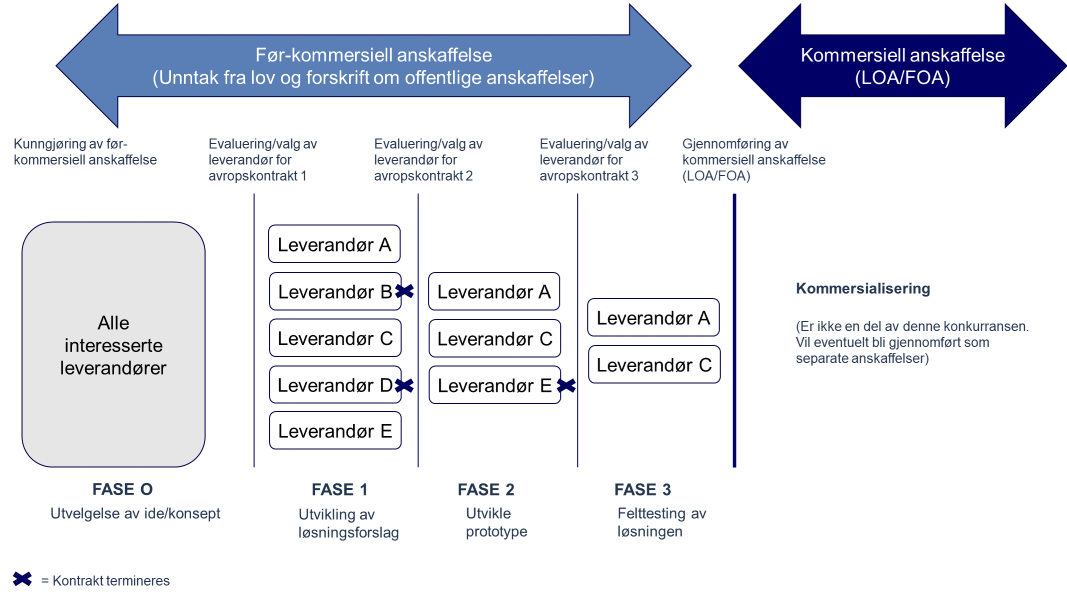 Før-kommersiell anskaffelse
(Unntak fra lov og forskrift om offentlige anskaffelser)
Kommersiell anskaffelse
(LOA/FOA)
Kunngjøring av før-
kommersiell anskaffelse
Evaluering/valg av
leverandør for
avropskontrakt 1
Evaluering/valg av
leverandør for
avropskontrakt 2
Evaluering/valg av
leverandør for
avropskontrakt 3
Gjennomføring av
kommersiell anskaffelse
(LOA/FOA)
Alle
interesserte
leverandører
Leverandør A
Leverandør B
Leverandør C
Leverandør D
Leverandør E
Leverandør A
Leverandør C
Leverandør E
Leverandør A
Leverandør C
Kommersialisering
(Er ikke en del av denne konkurransen.
Vil eventuelt bli gjennomført som
separate anskaffelser)
FASE O
Utvelgelse av ide/konsept
FASE 1
Utvikling av
løsningsforslag
FASE 2
Utvikle
prototype
FASE 3
Felttesting av
løsningen
= Kontrakt termineres